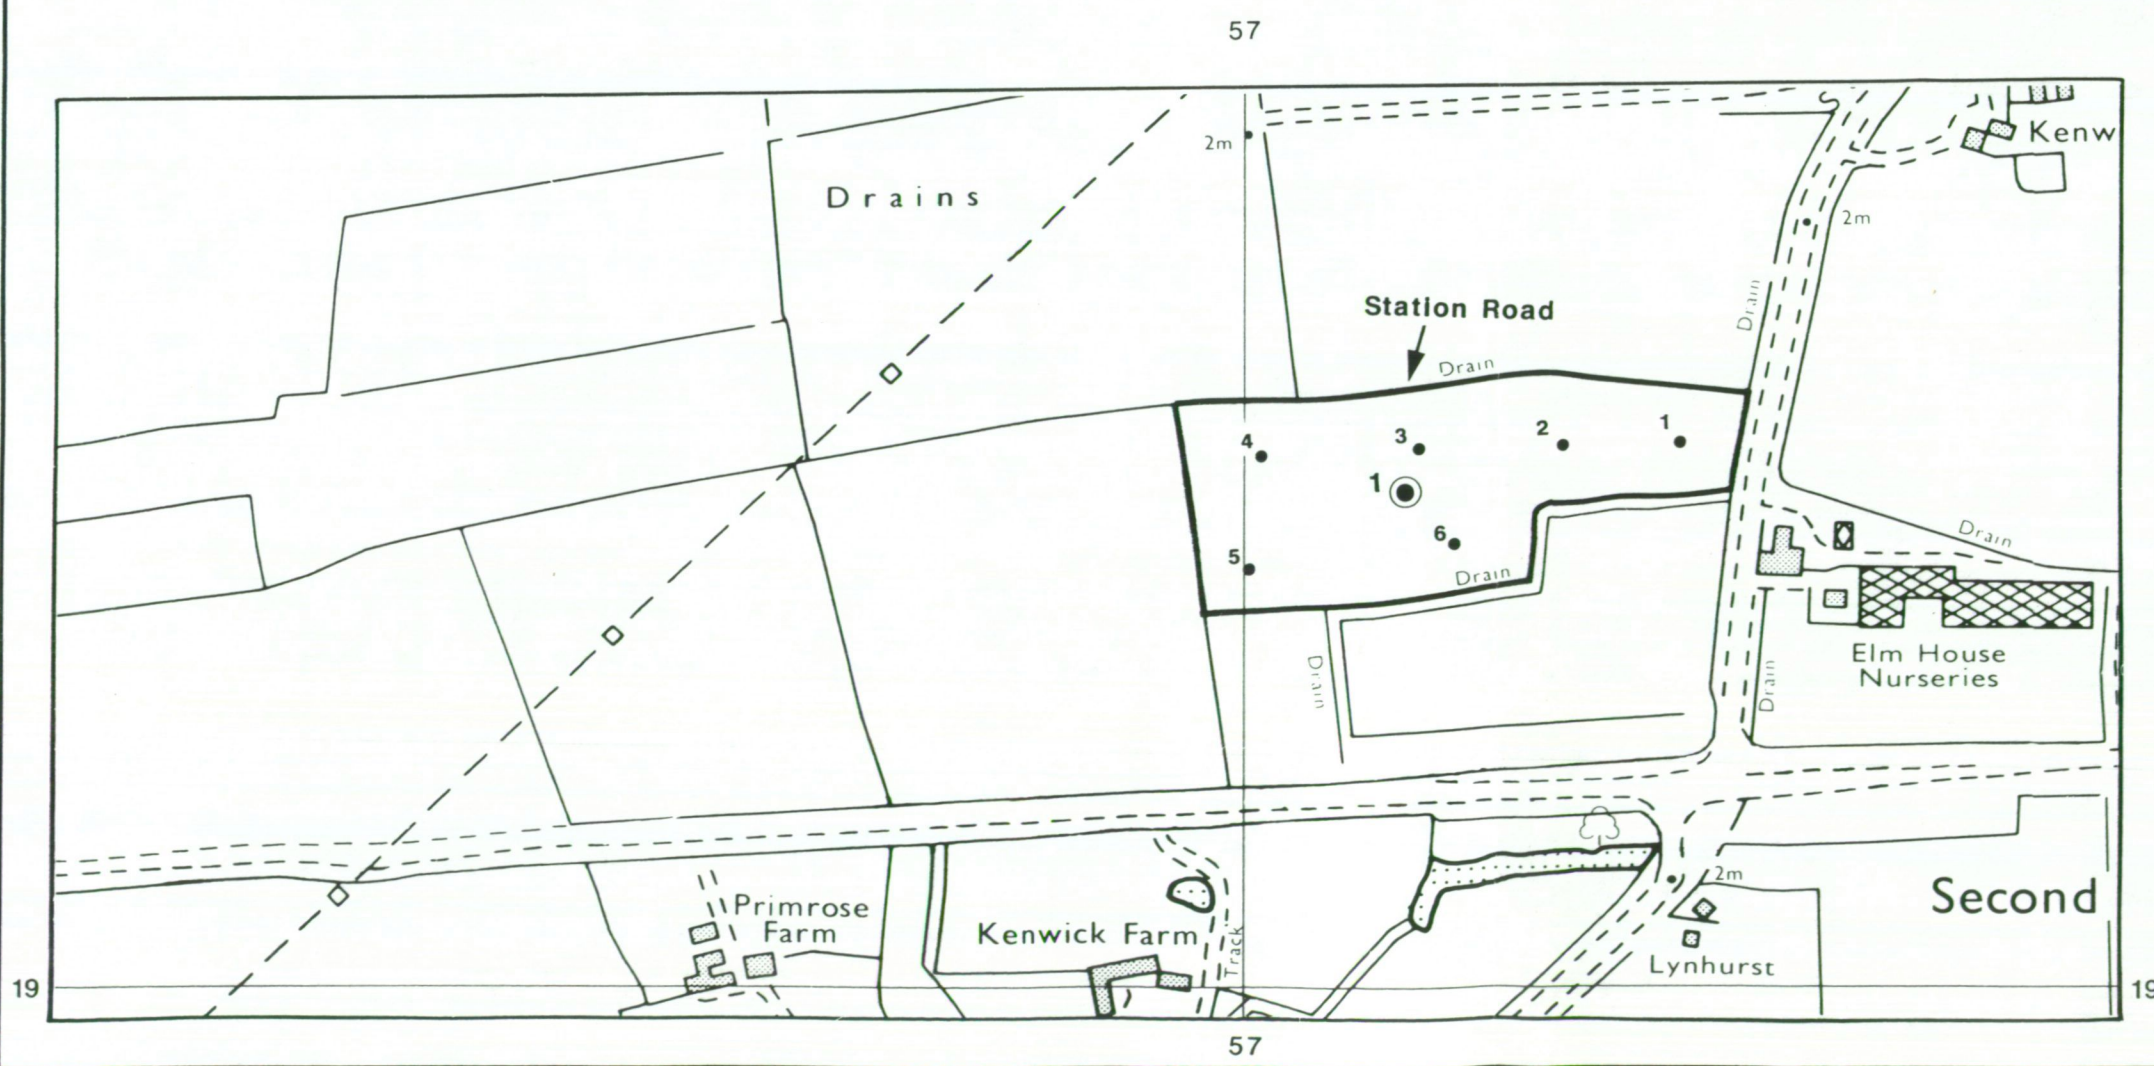 57
Kenw
2m
Drains
2m
Station Road
Drain
Drain
1
2
3
4
1
6
5
Drain
Drain
Drain
Drain
Elm House
Nurseries
2m
Second
Primrose
Farm
Kenwick Farm
Track
Lynhurst
19
19
57